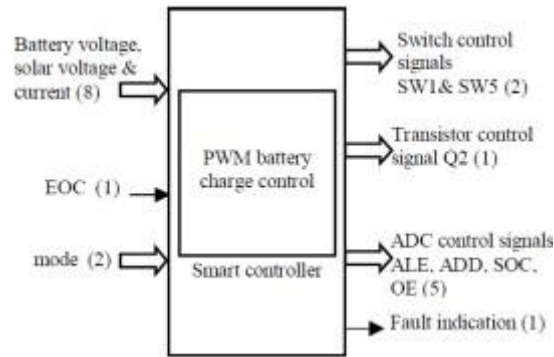 Battery voltage,
solar voltage &
current (8)
EOC (1)
mode (2)
PWM battery
charge control
Smart controller
Switch control
signals
SW1& SW5 (2)
Transistor control
signal Q2 (1)
ADC control signals
ALE, ADD, SOC,
OE (5)
Fault indication (1)